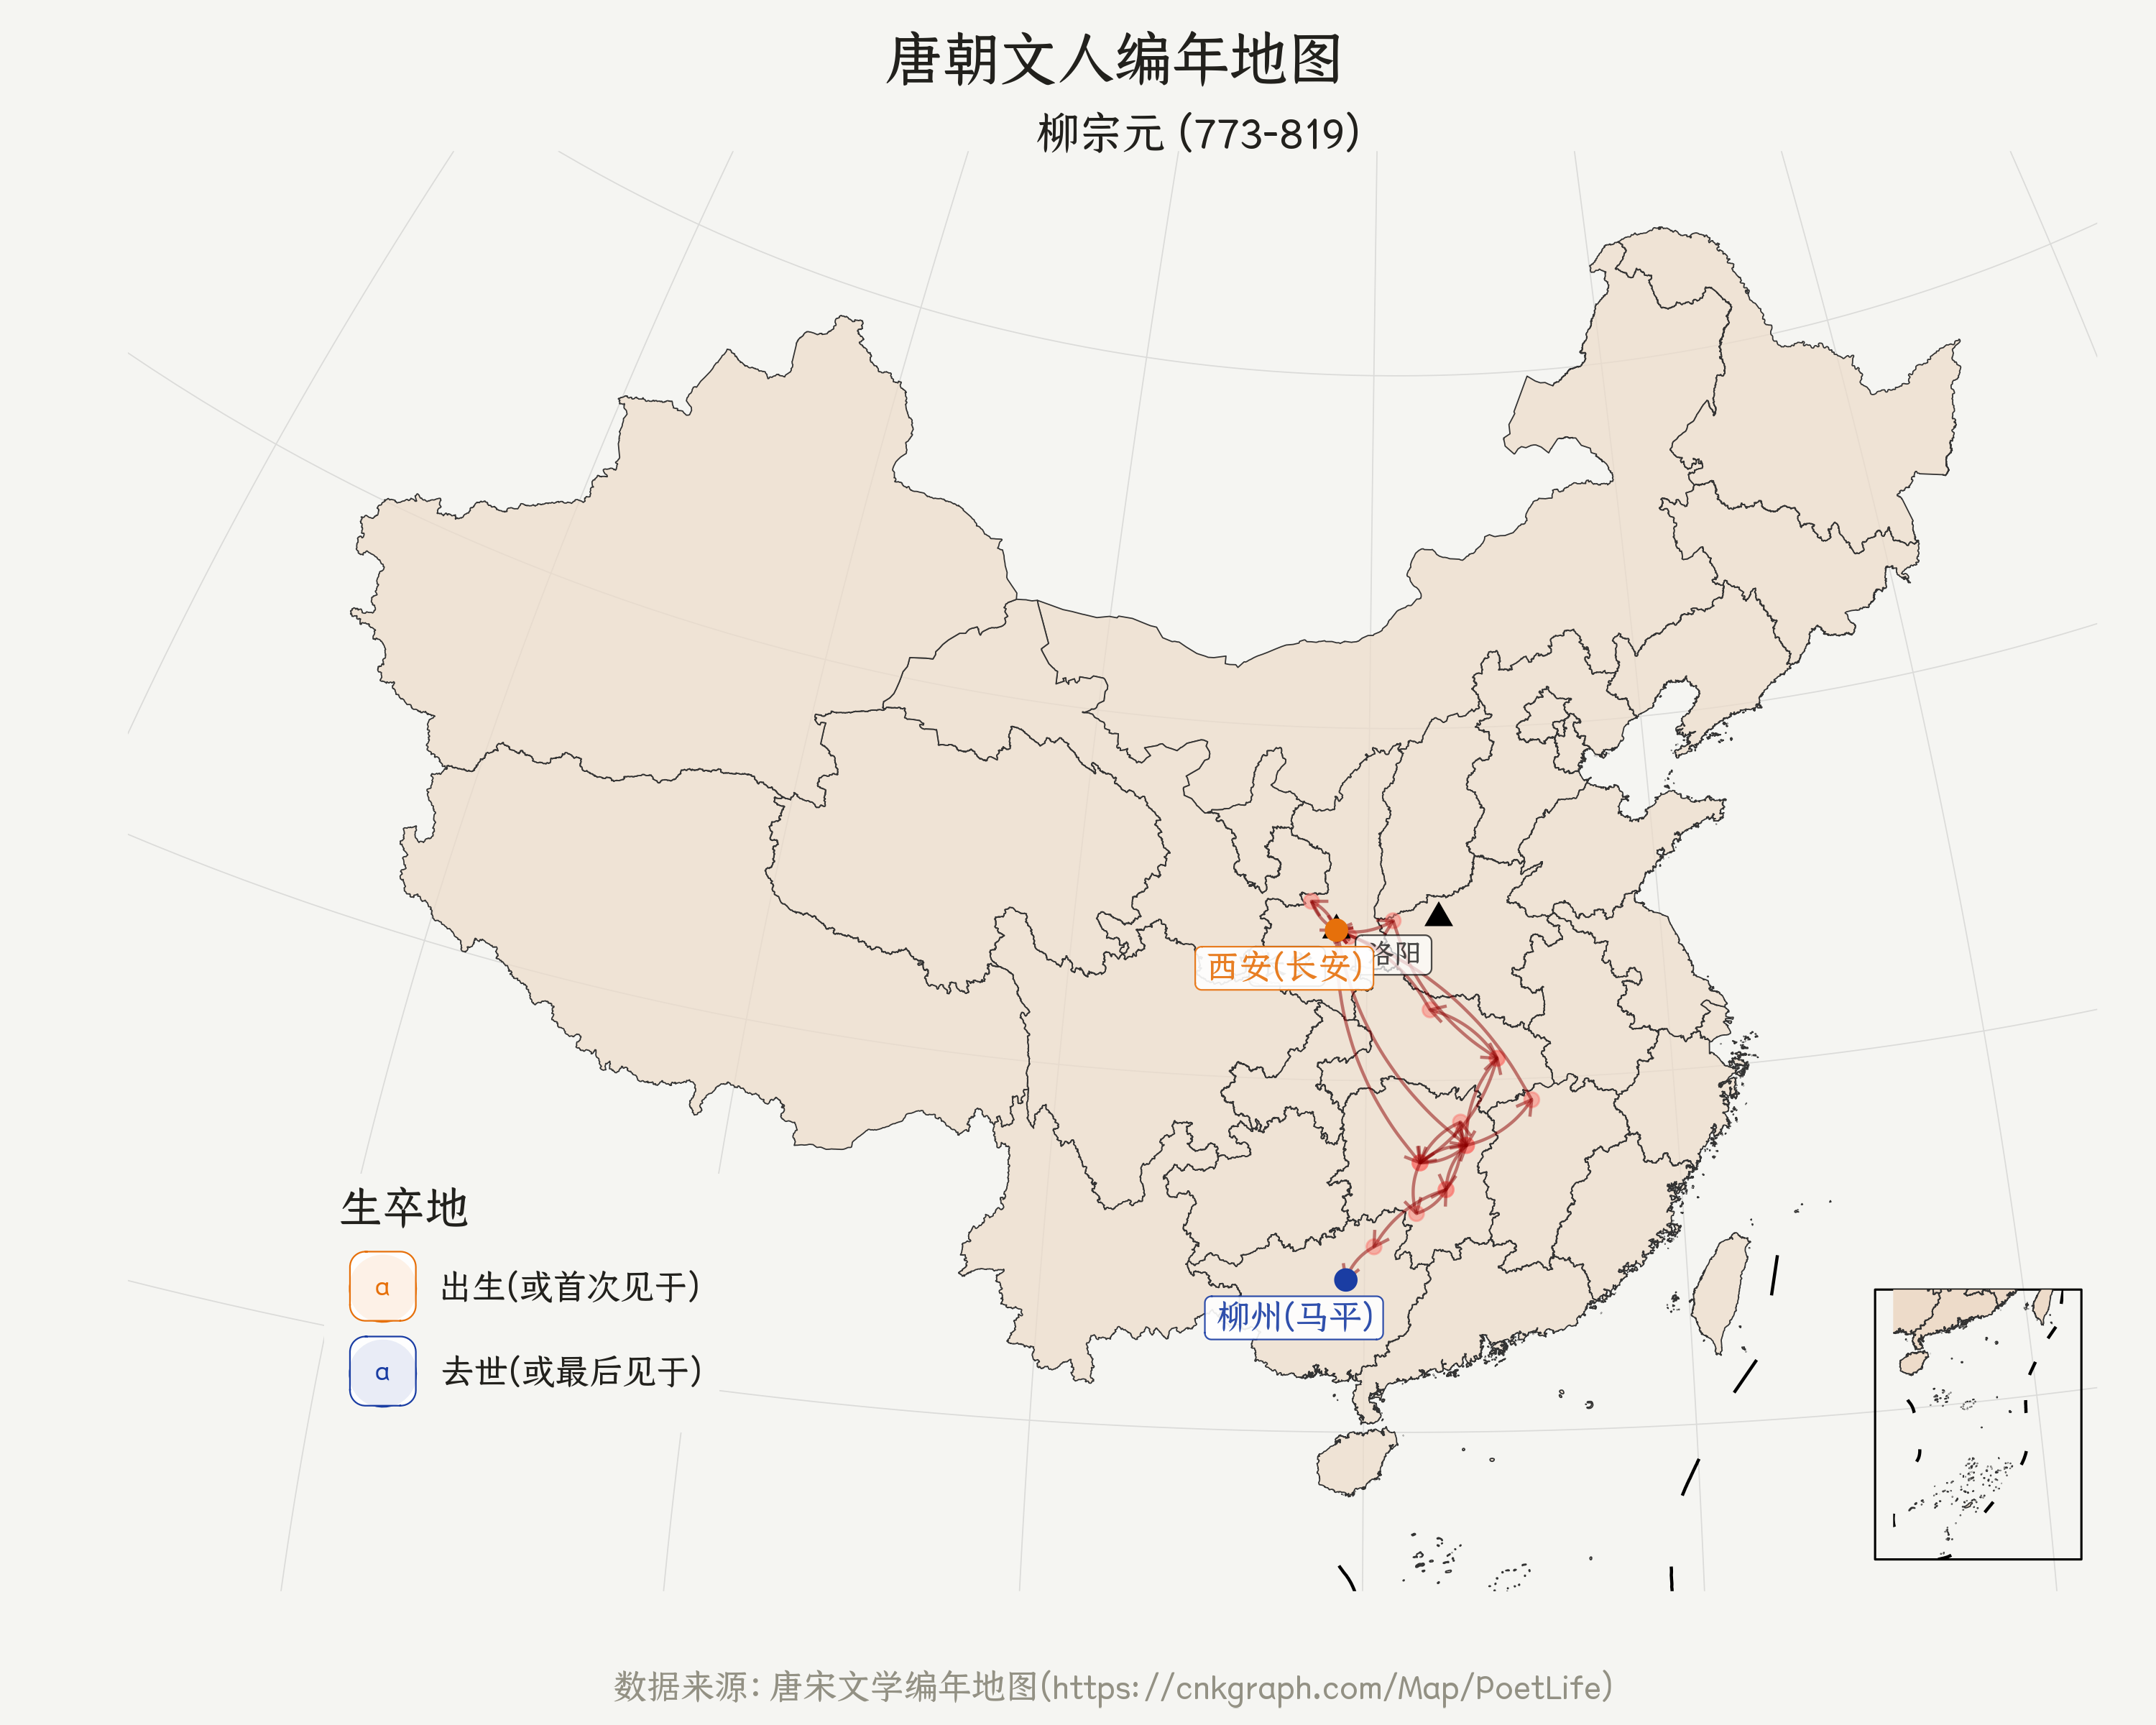 唐朝文人编年地图
柳宗元 (773-819)
洛阳
西安(长安)
柳州(马平)
生卒地
a 出生(或首次见于)
a 去世(或最后见于)
数据来源: 唐宋文学编年地图(https://cnkgraph.com/Map/PoetLife)